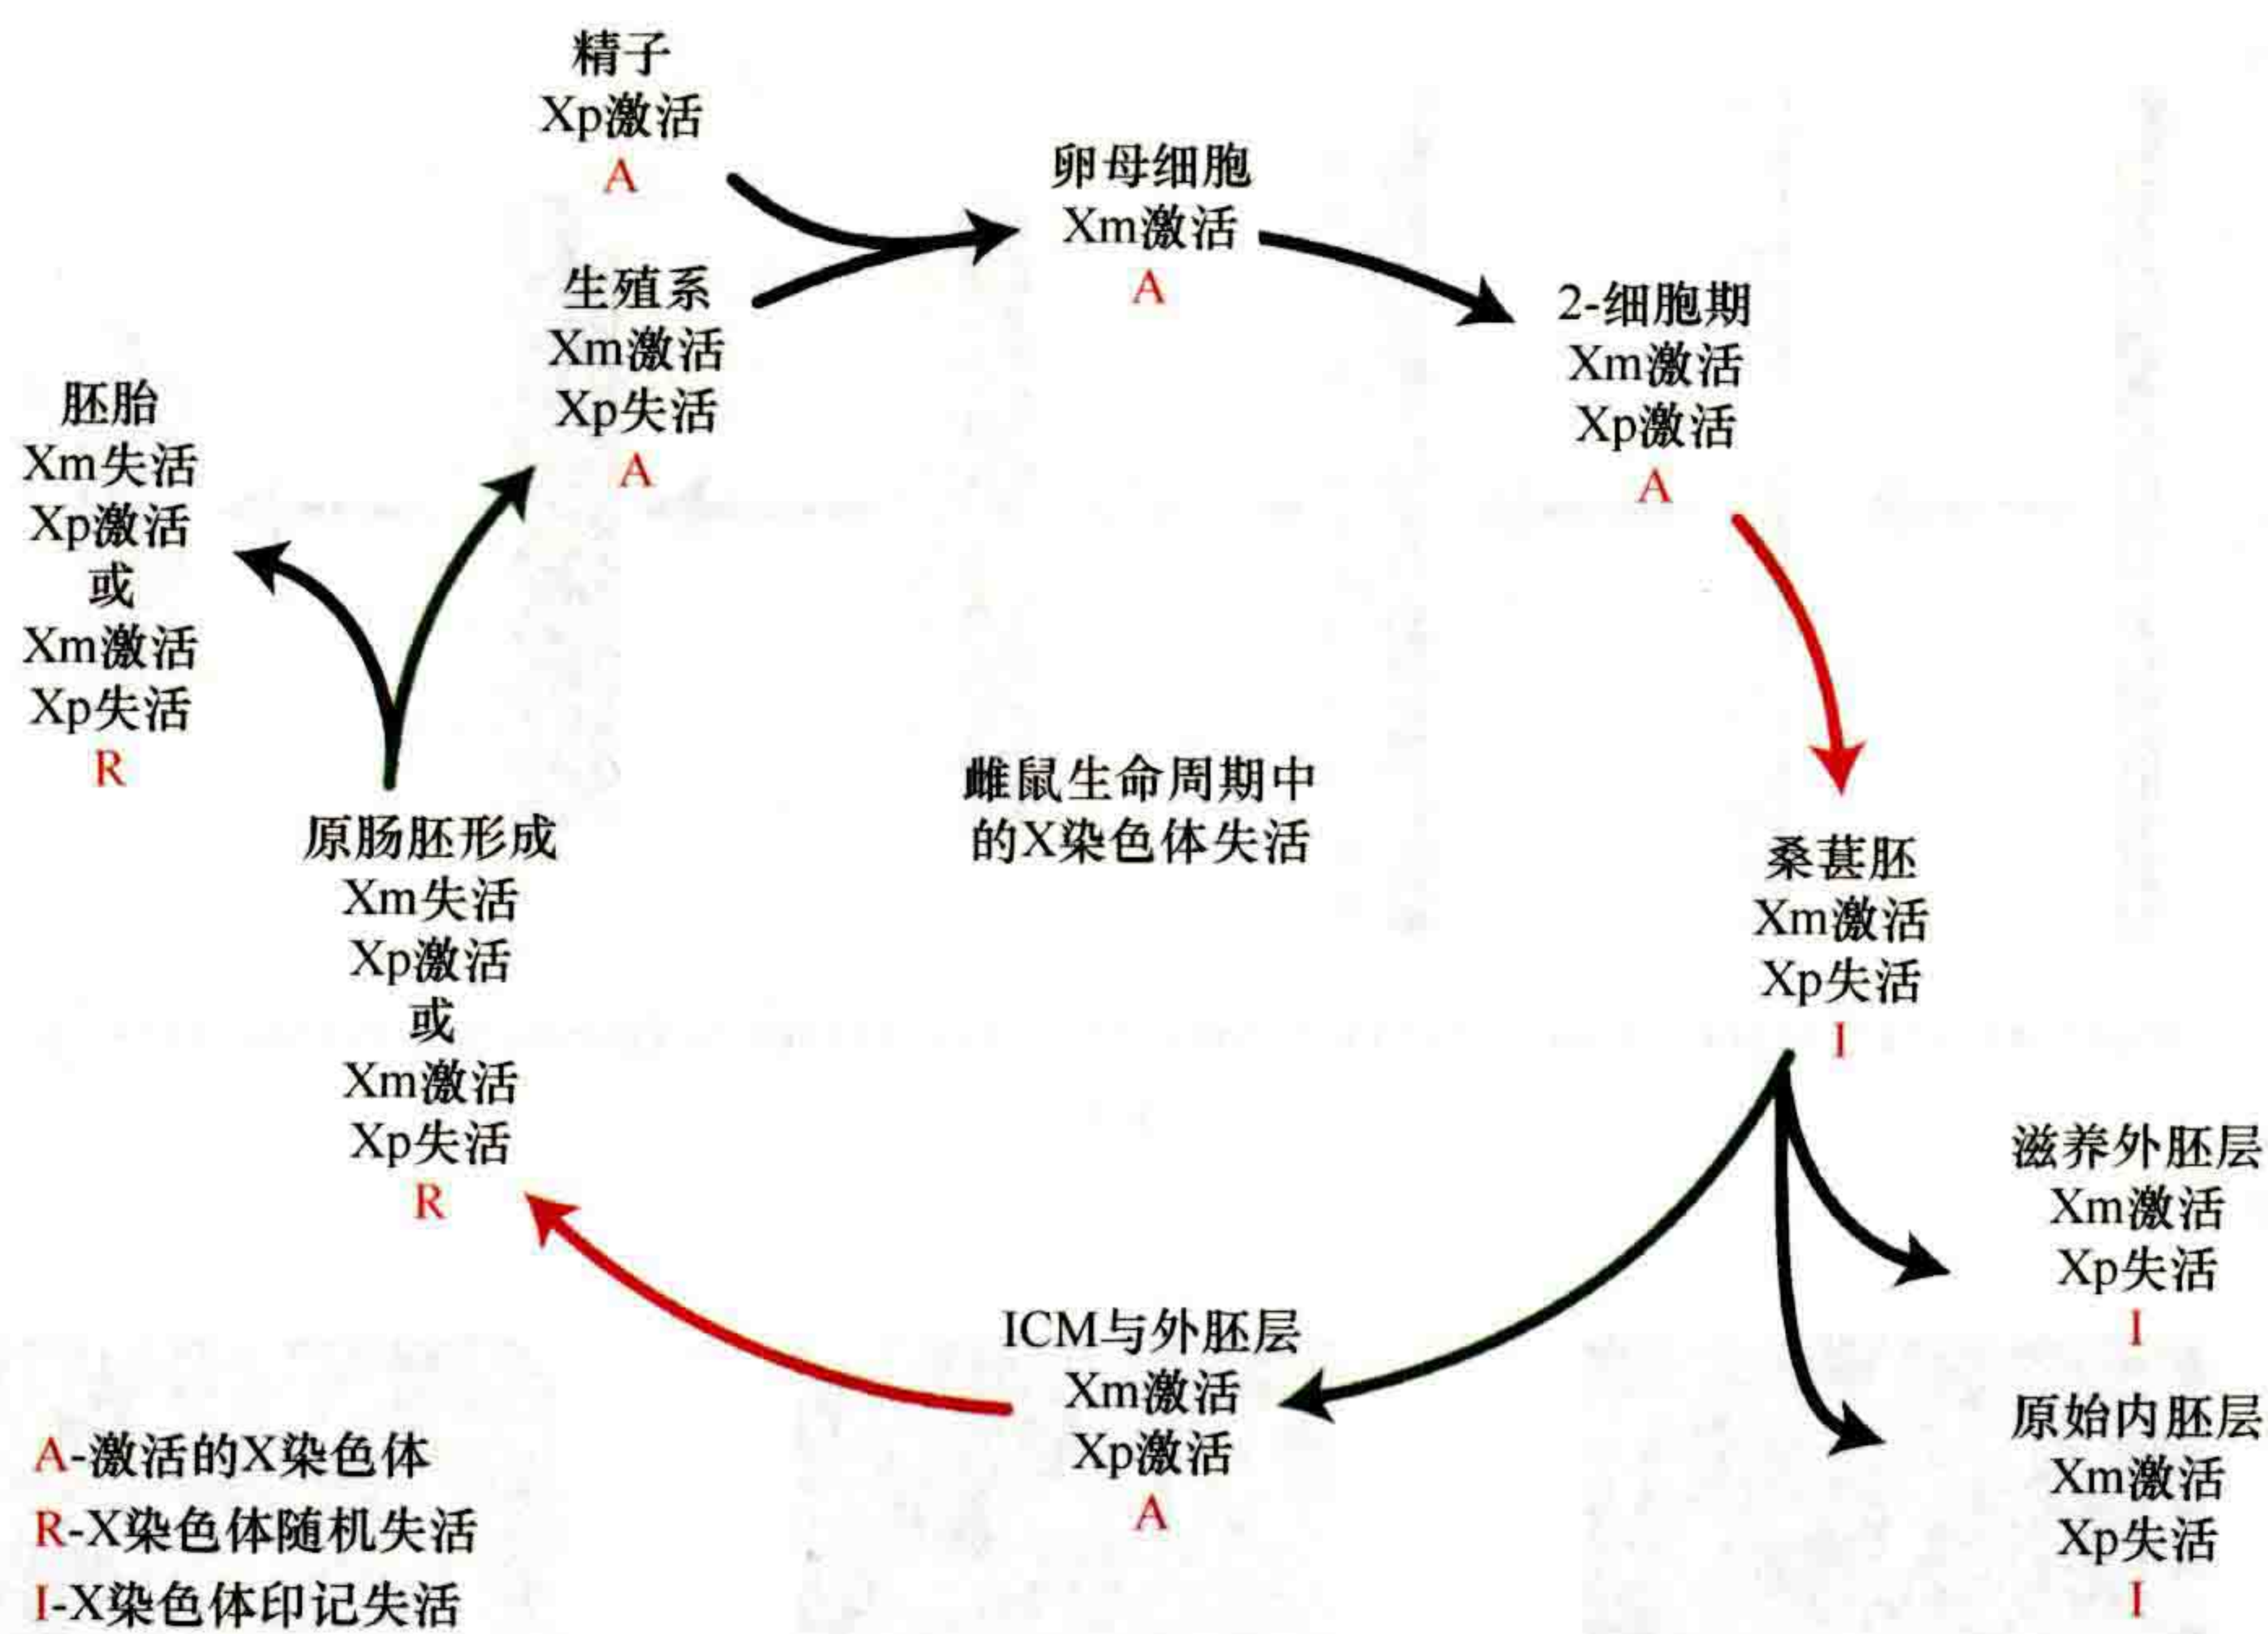 精子
Xp激活
A
卵母细胞
Xm激活
A
生殖系
Xm激活
Xp失活
A
2-细胞期
Xm激活
Xp激活
A
胚胎
Xm失活
Xp激活
或
Xm激活
Xp失活
R
雌鼠生命周期中
的X染色体失活
原肠胚形成
Xm失活
Xp激活
或
Xm激活
Xp失活
R
桑葚胚
Xm激活
Xp失活
I
滋养外胚层
Xm激活
Xp失活
I
ICM与外胚层
Xm激活
Xp激活
A
原始内胚层
Xm激活
Xp失活
I
A-激活的X染色体
R-X染色体随机失活
I-X染色体印记失活